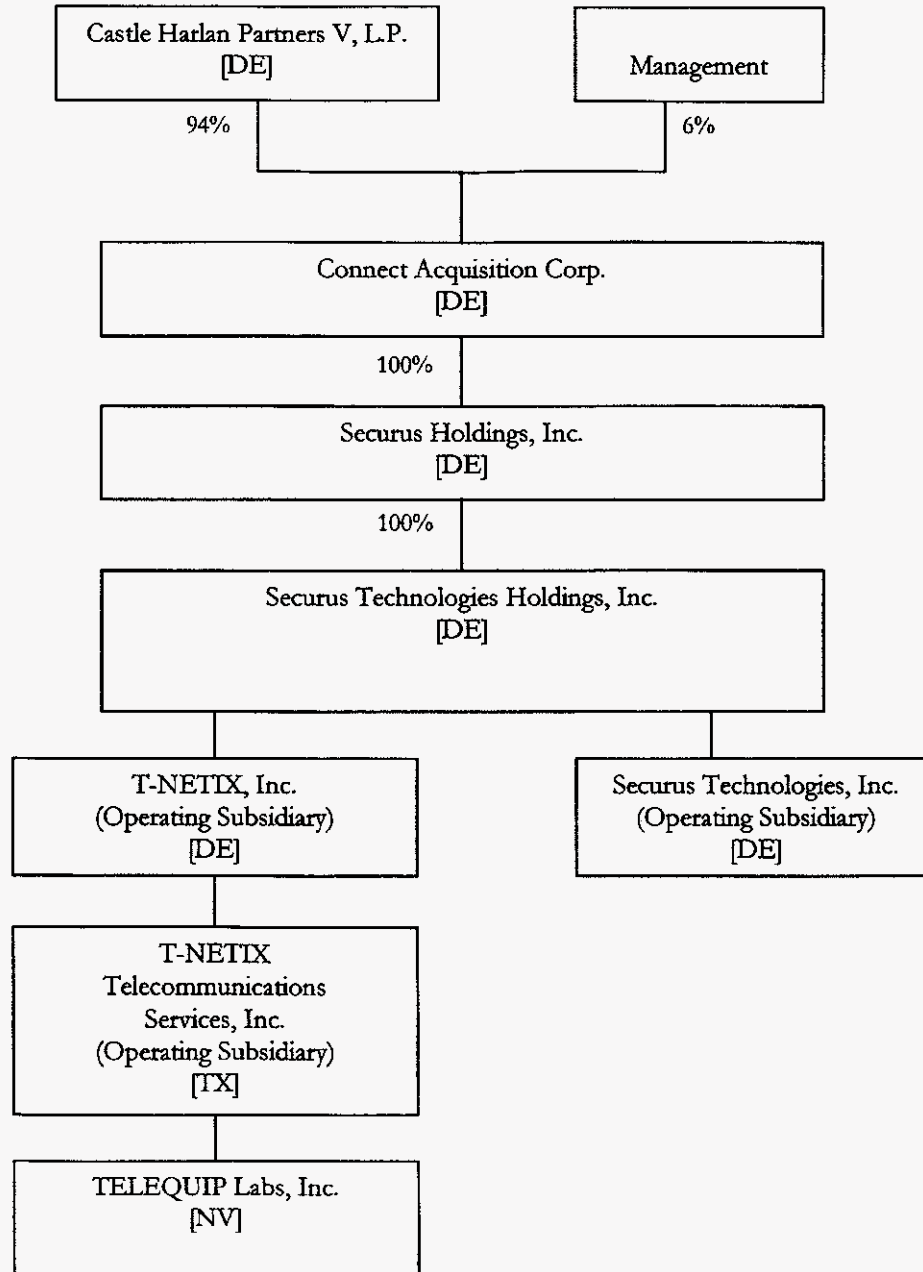 Castle Harlan Partners V, L.P.
[DE]
Management
94%
6%
Connect Acquisition Corp.
[DE]
100%
Securus Holdings, Inc.
[DE]
100%
Securus Technologies Holdings, Inc.
[DE]
T-NETIX, Inc.
(Operating Subsidiary)
[DE]
Securus Technologies, Inc.
(Operating Subsidiary)
[DE]
T-NETIX
Telecommunications
Services, Inc.
(Operating Subsidiary)
[TX]
TELEQUIP Labs, Inc.
[NV]